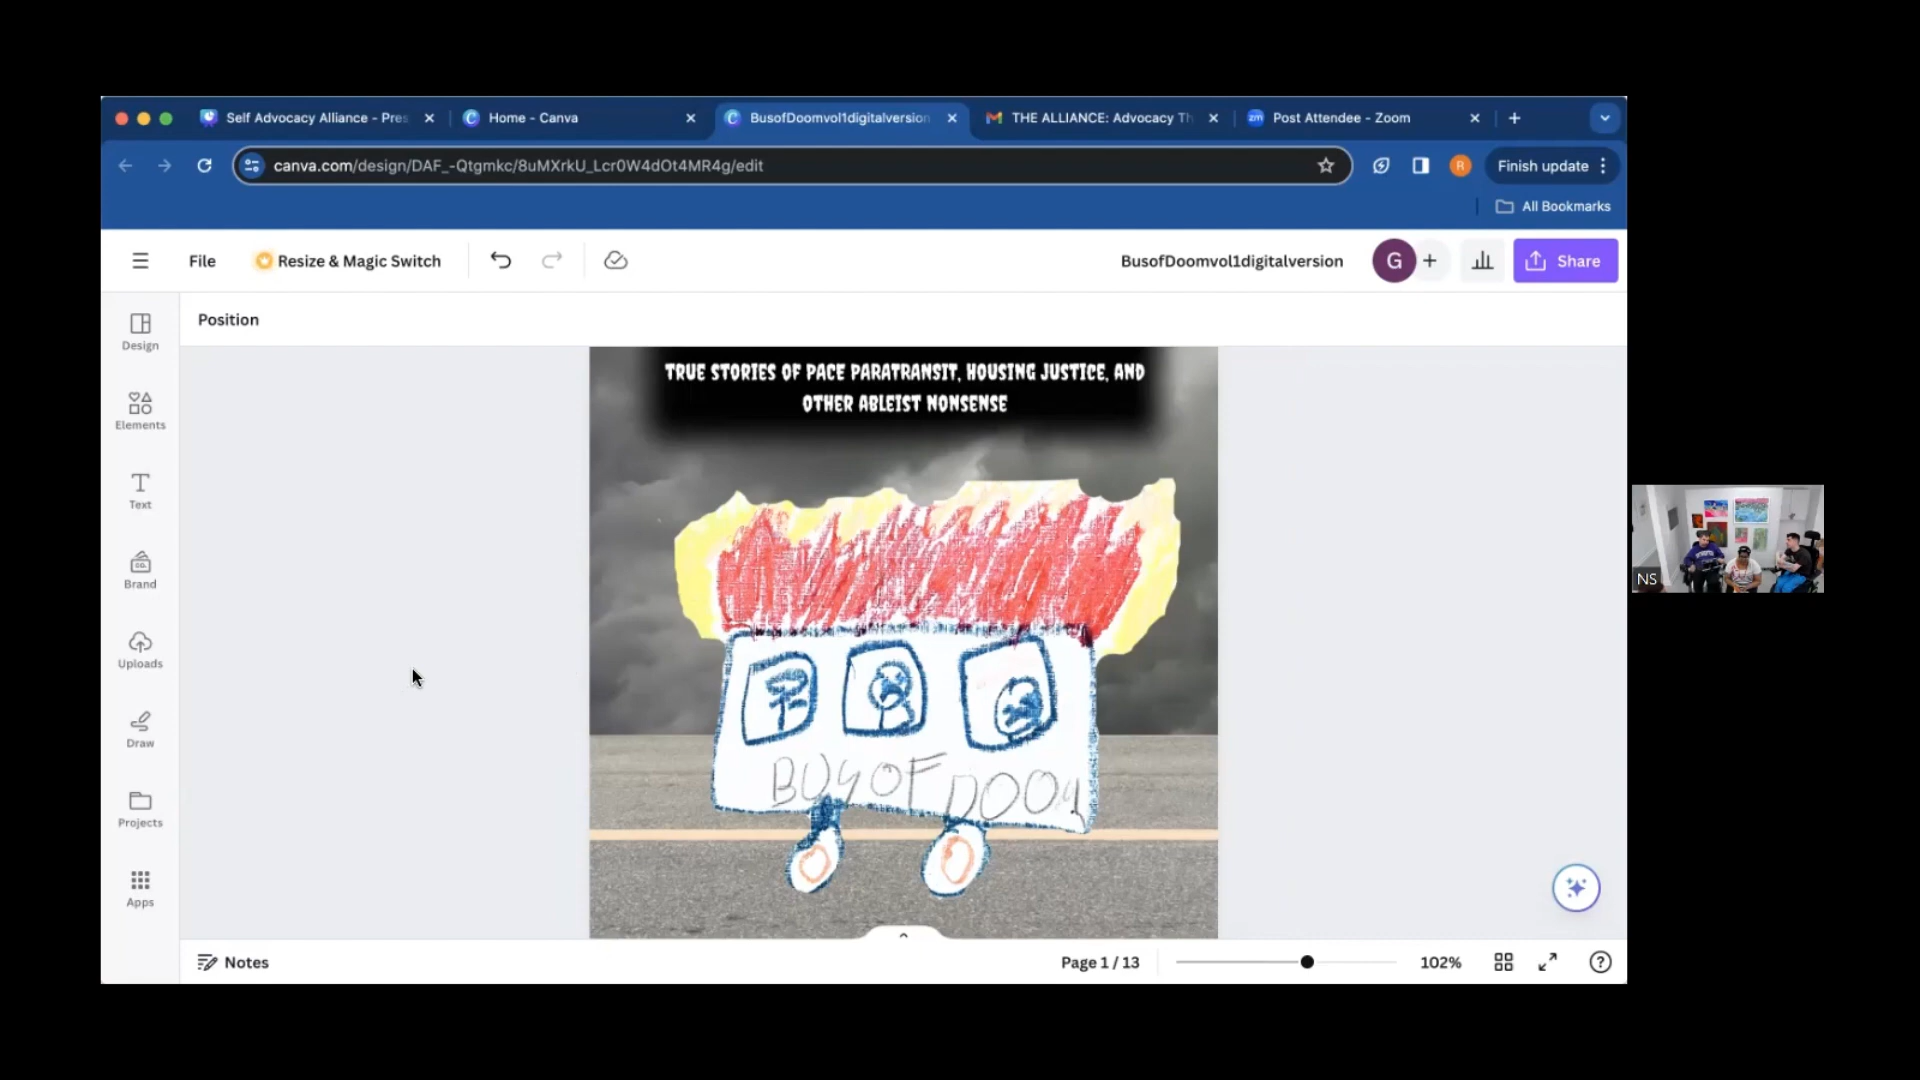 Self Advocacy Alliance - Pres
Home - Canva
BusofDoomvol1digitalversion
THE ALLIANCE: Advocacy Th
Post Attendee - Zoom
canva.com/design/DAF_-Qtgmkc/8uMXrkU_Lcr0W4dOt4MR4g/edit
R
Finish update
All Bookmarks
File
Resize & Magic Switch
BusofDoomvol1digitalversion
G
Share
Position
Design
Elements
Text
Brand
Uploads
Draw
Projects
Apps
TRUE STORIES OF PACE PARATRANSIT, HOUSING JUSTICE, AND
OTHER ABLEIST NONSENSE
BUS OF DOOM
NS
Notes
Page 1 / 13
102%